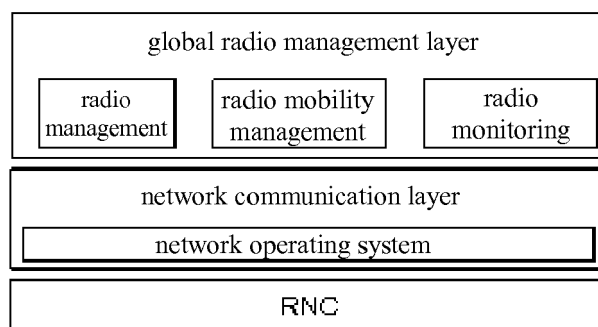 global radio management layer
radio management
radio mobility management
radio monitoring
network communication layer
network operating system
RNC